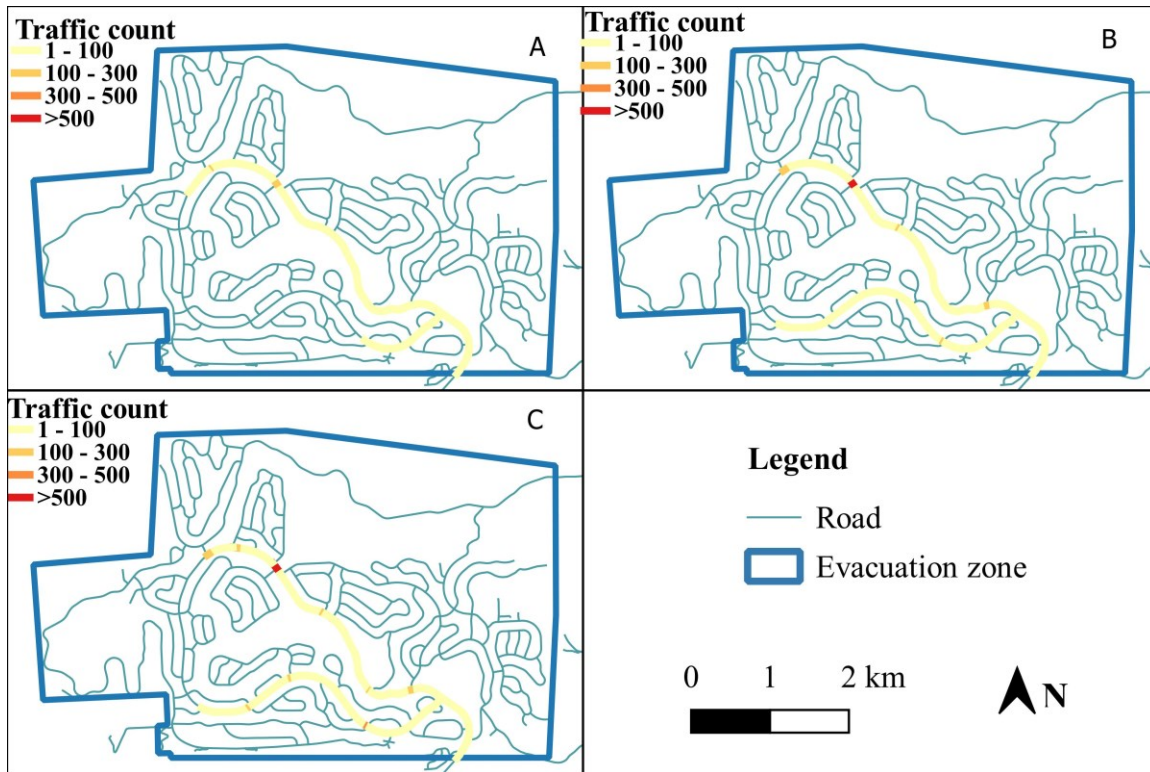 Traffic count
1 - 100
100 - 300
300 - 500
>500
A
Traffic count
1 - 100
100 - 300
300 - 500
>500
B
Traffic count
1 - 100
100 - 300
300 - 500
>500
C
Legend
Road
Evacuation zone
0 1 2 km
N